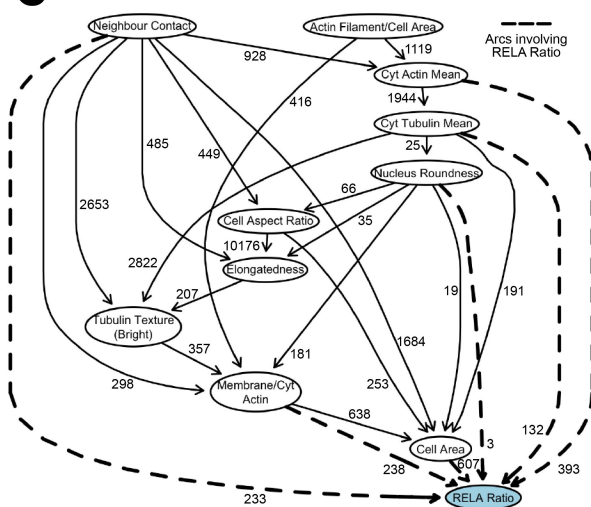 Neighbour Contact
Actin Filament/Cell Area
Arcs involving
RELA Ratio
928
1119
Cyt Actin Mean
416
1944
Cyt Tubulin Mean
485
449
25
Nucleus Roundness
66
2653
Cell Aspect Ratio
35
10176
2822
Elongatedness
207
19
191
Tubulin Texture
(Bright)
357
181
1684
298
Membrane/Cyt
Actin
253
638
Cell Area
3
132
238
607
393
233
RELA Ratio